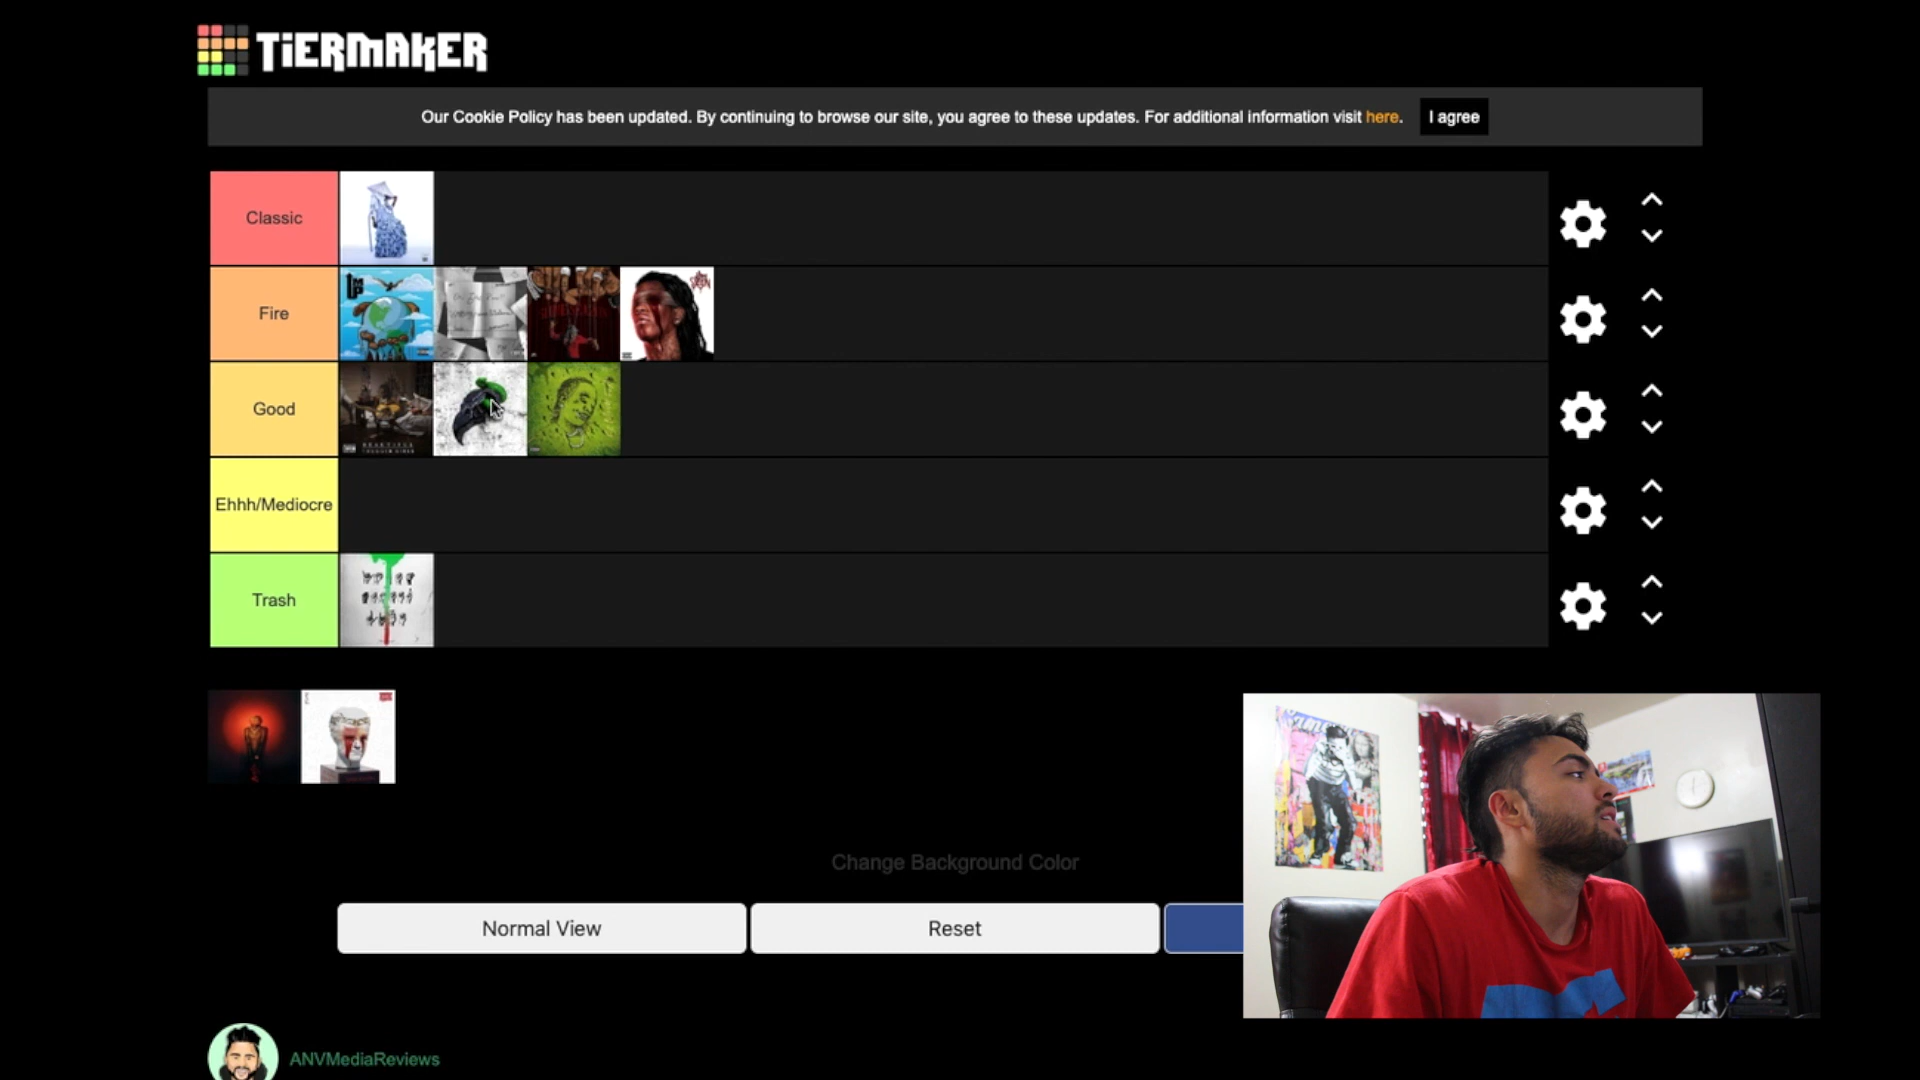 TiERMAKER
Our Cookie Policy has been updated. By continuing to browse our site, you agree to these updates. For additional information visit here.
I agree
Classic
Fire
Good
Ehhh/Mediocre
Trash
Change Background Color
Normal View
Reset
ANVMediaReviews